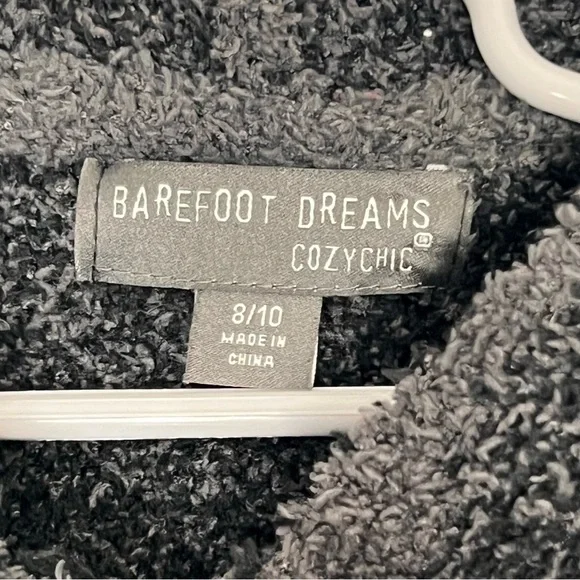 BAREFOOT DREAMS
COZYCHIC®
8/10
MADE IN
CHINA